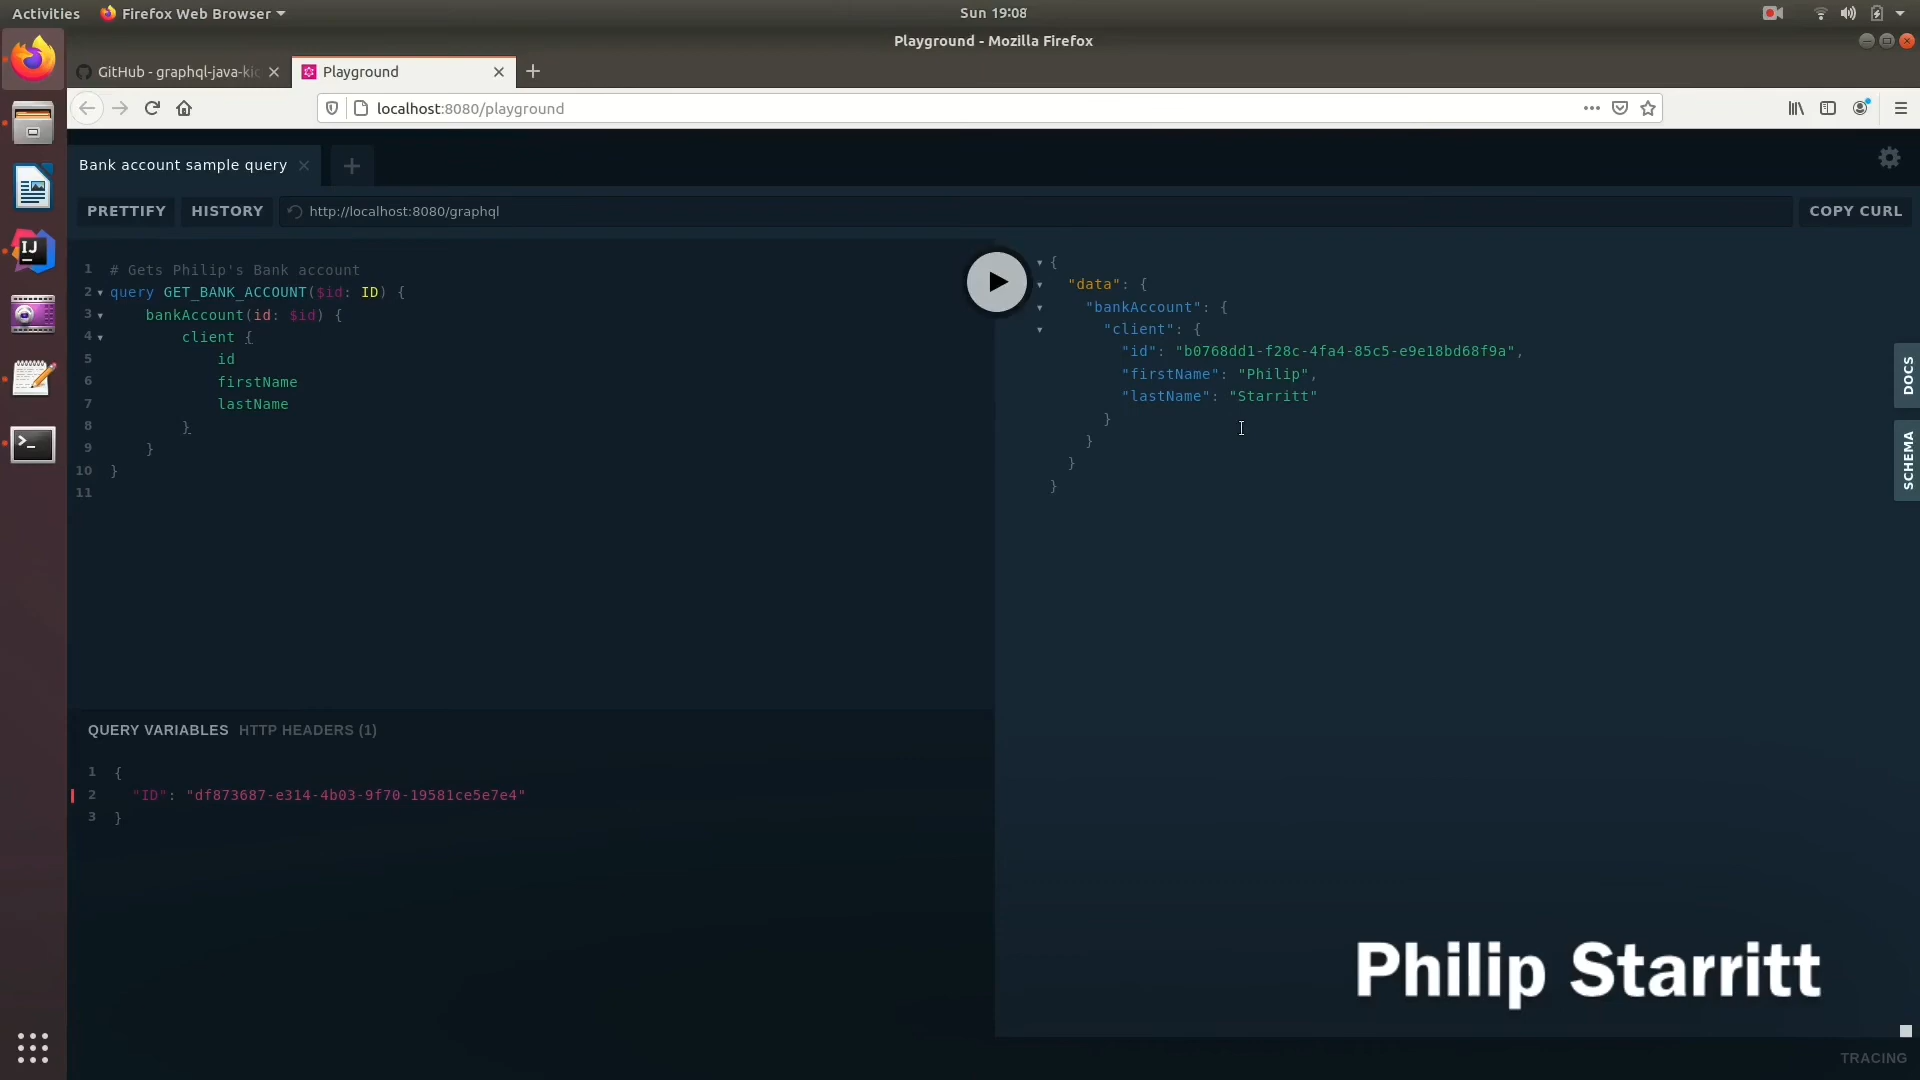 Activities
Firefox Web Browser
Sun 19:08
Playground - Mozilla Firefox
GitHub - graphql-java-kic
Playground
localhost:8080/playground
Bank account sample query
PRETTIFY
HISTORY
http://localhost:8080/graphql
COPY CURL
1 # Gets Philip's Bank account
2 query GET_BANK_ACCOUNT($id: ID) {
3 bankAccount(id: $id) {
4 client {
5 id
6 firstName
7 lastName
8 }
9 }
10 }
11
{
"data": {
"bankAccount": {
"client": {
"id": "b0768dd1-f28c-4fa4-85c5-e9e18bd68f9a",
"firstName": "Philip",
"lastName": "Starritt"
}
}
}
}
DOCS
SCHEMA
QUERY VARIABLES
HTTP HEADERS (1)
1 {
2 "ID": "df873687-e314-4b03-9f70-19581ce5e7e4"
3 }
Philip Starritt
TRACING